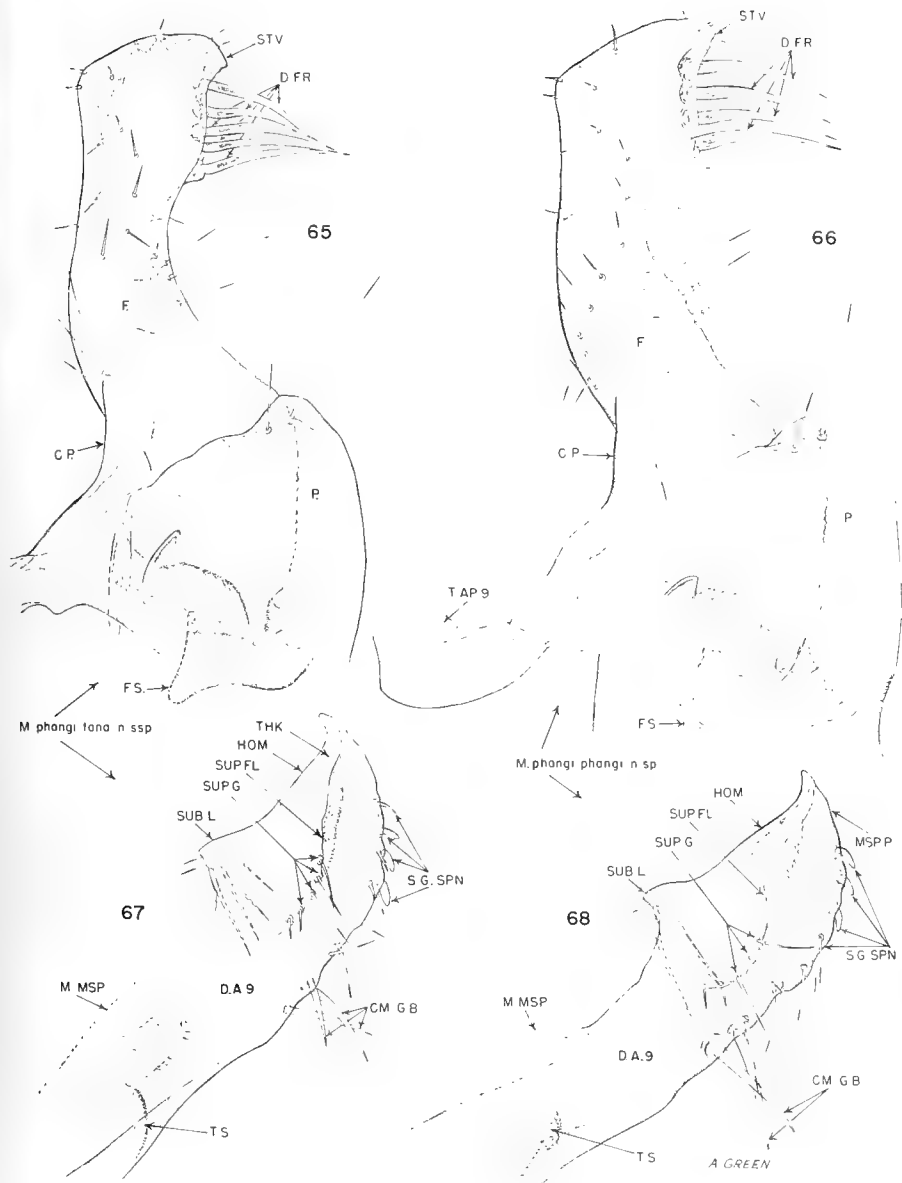 STV
D.FR
65
F.
C.P.
P.
T.AP.9
F.S.
M phangi tana n ssp
STV
D.FR
66
F
C.P.
P
FS
M. phangi phangi n sp
THK
HOM
SUP.FL
SUP.G
SUB.L
S.G.SPN
67
M.MSP
D.A.9
CM.G.B
T.S
HOM
SUP.FL
SUP.G
SUB.L
MSP.P
S.G.SPN
68
M.MSP
D.A.9
CM.G.B
T.S
A GREEN